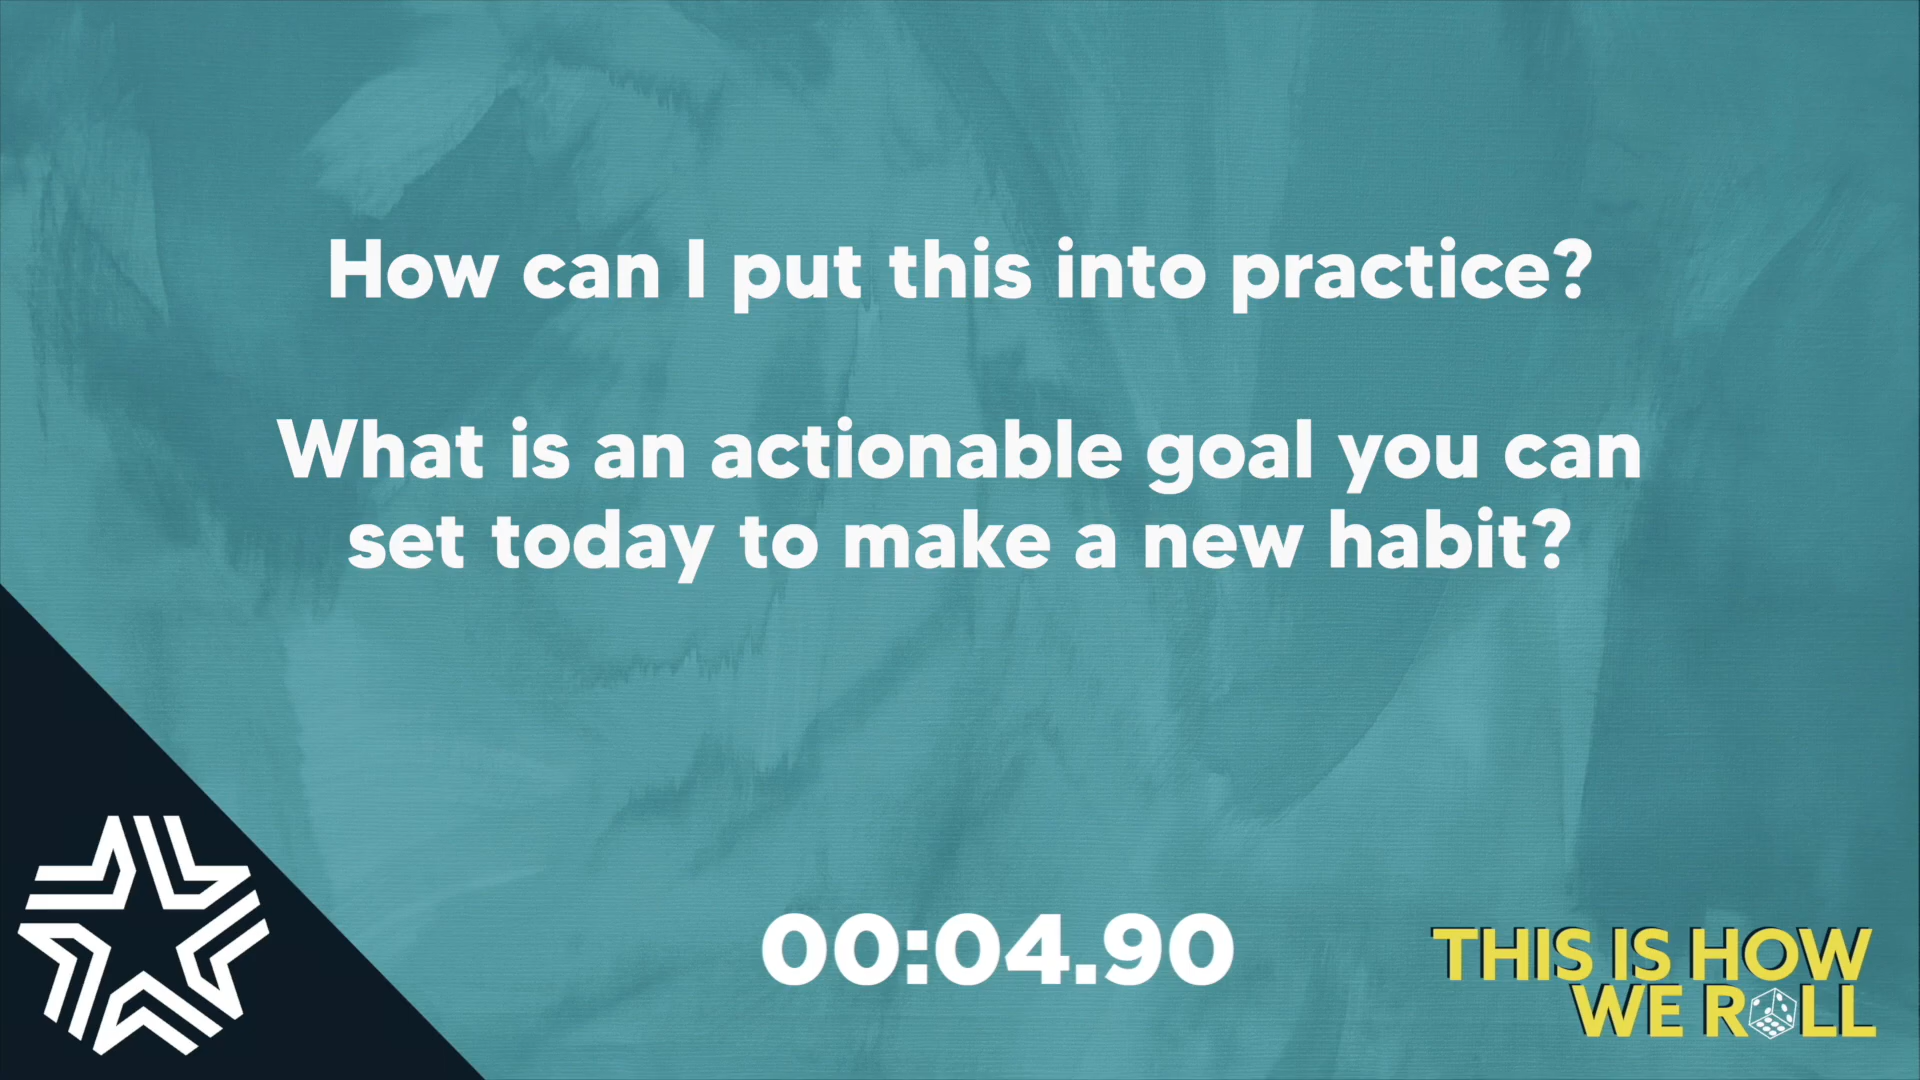 How can I put this into practice?
What is an actionable goal you can
set today to make a new habit?
00:04.90
THIS IS HOW
WE ROLL